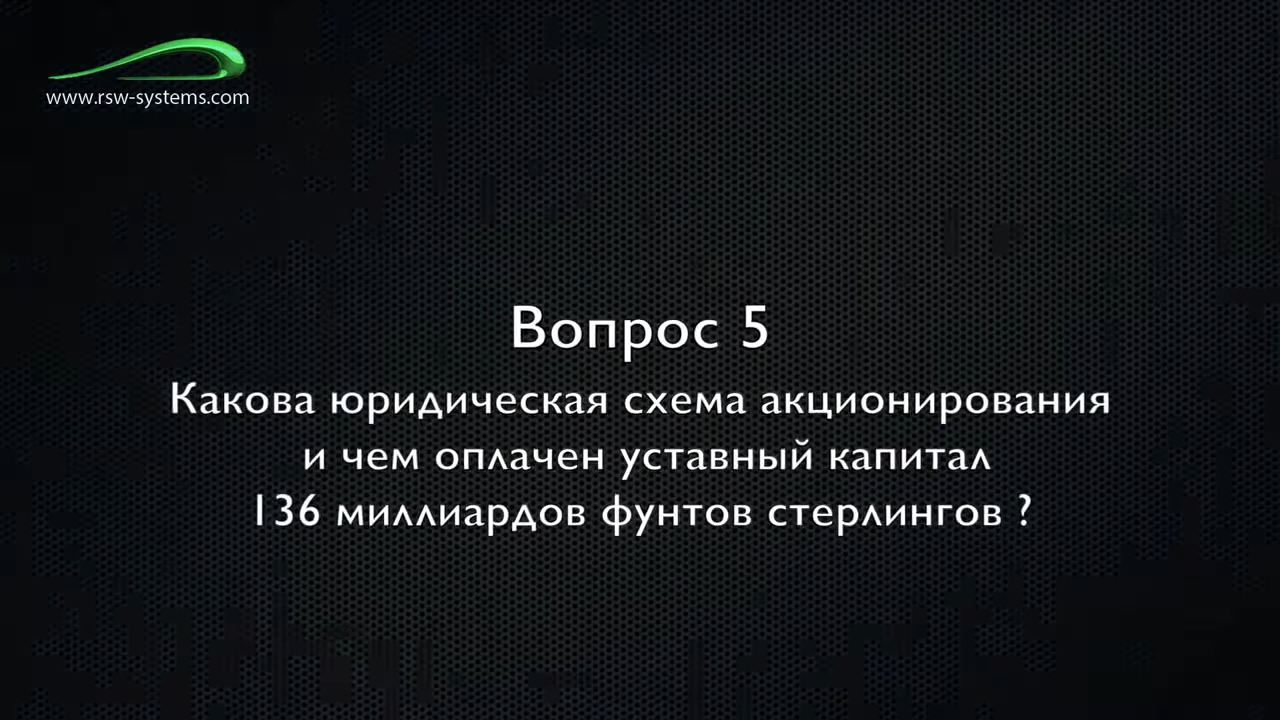 www.rsw-systems.com
Вопрос 5
Какова юридическая схема акционирования
и чем оплачен уставный капитал
136 миллиардов фунтов стерлингов ?